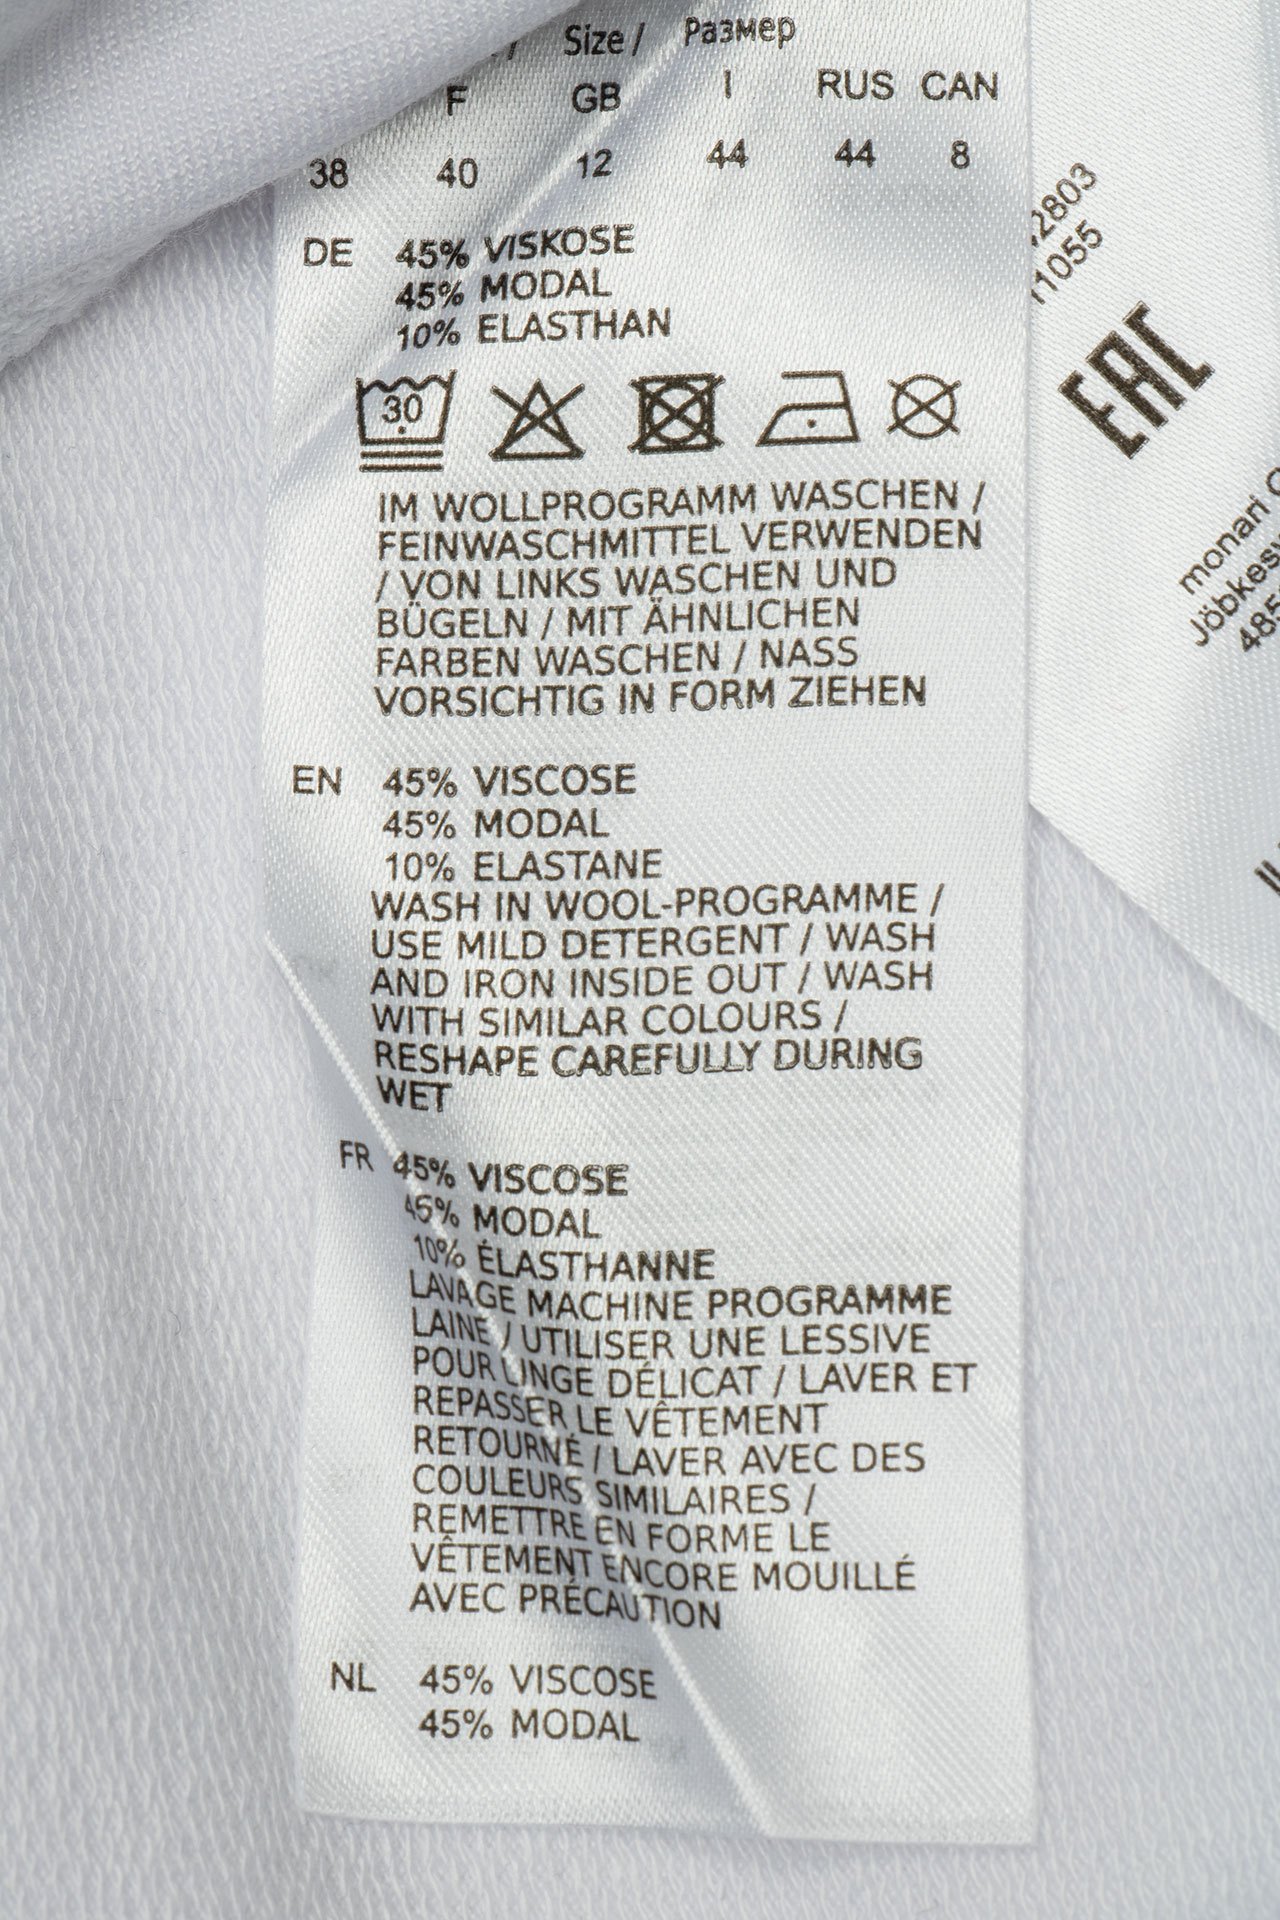 Size / Размер
F GB I RUS CAN
38 40 12 44 44 8
DE 45% VISKOSE
45% MODAL
10% ELASTHAN
30
IM WOLLPROGRAMM WASCHEN /
FEINWASCHMITTEL VERWENDEN
/ VON LINKS WASCHEN UND
BÜGELN / MIT ÄHNLICHEN
FARBEN WASCHEN / NASS
VORSICHTIG IN FORM ZIEHEN
EN 45% VISCOSE
45% MODAL
10% ELASTANE
WASH IN WOOL-PROGRAMME /
USE MILD DETERGENT / WASH
AND IRON INSIDE OUT / WASH
WITH SIMILAR COLOURS /
RESHAPE CAREFULLY DURING
WET
FR 45% VISCOSE
45% MODAL
10% ÉLASTHANNE
LAVAGE MACHINE PROGRAMME
LAINE / UTILISER UNE LESSIVE
POUR LINGE DÉLICAT / LAVER ET
REPASSER LE VÊTEMENT
RETOURNÉ / LAVER AVEC DES
COULEURS SIMILAIRES /
REMETTRE EN FORME LE
VÊTEMENT ENCORE MOUILLÉ
AVEC PRÉCAUTION
NL 45% VISCOSE
45% MODAL
2803
11055
EAC
monari